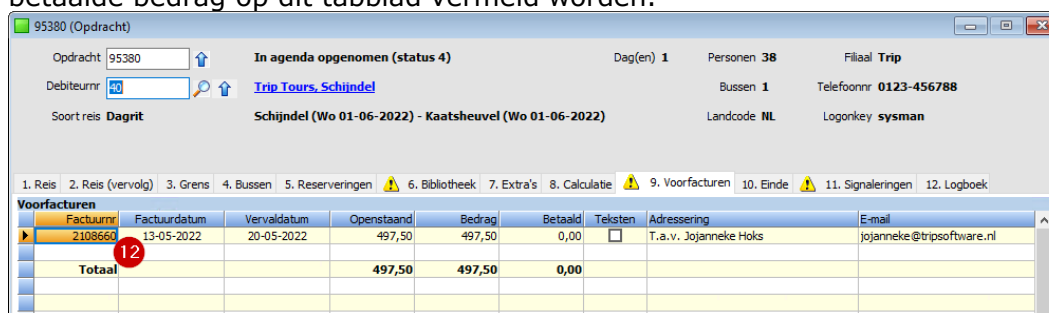 betaalde bedrag op dit tabblad vermeld worden.
95380 (Opdracht)
Opdracht 95380 In agenda opgenomen (status 4) Dag(en) 1 Personen 38 Filiaal Trip
Debiteurnr 40 Trip Tours, Schijndel Bussen 1 Telefoonnr 0123-456788
Soort reis Dagrit Schijndel (Wo 01-06-2022) - Kaatsheuvel (Wo 01-06-2022) Landcode NL Logonkey sysman
1. Reis 2. Reis (vervolg) 3. Grens 4. Bussen 5. Reserveringen 6. Bibliotheek 7. Extra's 8. Calculatie 9. Voorfacturen 10. Einde 11. Signaleringen 12. Logboek
Voorfacturen
Factuurnr Factuurdatum Vervaldatum Openstaand Bedrag Betaald Teksten Adressering E-mail
2108660 13-05-2022 20-05-2022 497,50 497,50 0,00 T.a.v. Jojanneke Hoks jojanneke@tripsoftware.nl
12
Totaal 497,50 497,50 0,00